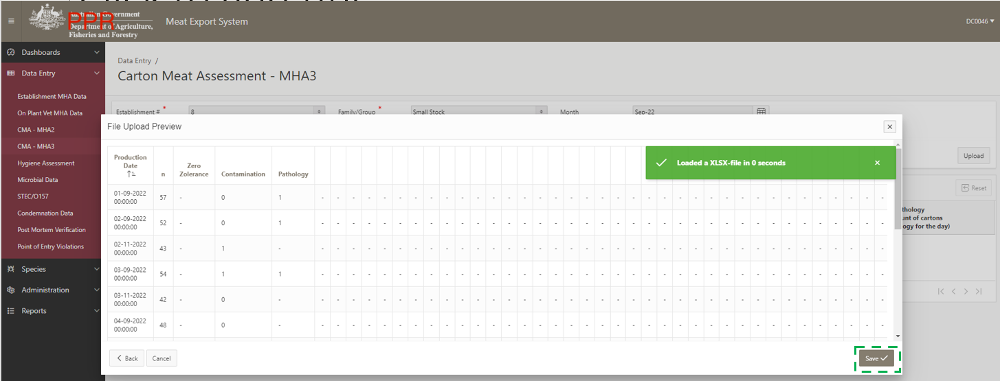 Australian Government
Department of Agriculture,
Fisheries and Forestry
PPR
Meat Export System
DC0046
Dashboards
Data Entry
Establishment MHA Data
On Plant Vet MHA Data
CMA - MHA2
CMA - MHA3
Hygiene Assessment
Microbial Data
STEC/O157
Condemnation Data
Post Mortem Verification
Point of Entry Violations
Species
Administration
Reports
Data Entry /
Carton Meat Assessment - MHA3
Establishment # * 8 Family/Group * Small Stock Month Sep-22
Upload
Reset
thology
nt of cartons
ogy for the day)
File Upload Preview
Loaded a XLSX-file in 0 seconds
Production Date n Zero Zolerance Contamination Pathology
01-09-2022 00:00:00 57 - 0 1 - - - - - - - - - - - - - - - - - - - - - - - - - - - - - - - - - - - - -
02-09-2022 00:00:00 52 - 0 1 - - - - - - - - - - - - - - - - - - - - - - - - - - - - - - - - - - - - -
02-11-2022 00:00:00 43 - 1 - - - - - - - - - - - - - - - - - - - - - - - - - - - - - - - - - - - - - -
03-09-2022 00:00:00 54 - 1 1 - - - - - - - - - - - - - - - - - - - - - - - - - - - - - - - - - - - - -
03-11-2022 00:00:00 42 - 0 - - - - - - - - - - - - - - - - - - - - - - - - - - - - - - - - - - - - - -
04-09-2022 00:00:00 48 - 0 - - - - - - - - - - - - - - - - - - - - - - - - - - - - - - - - - - - - - -
Back
Cancel
Save